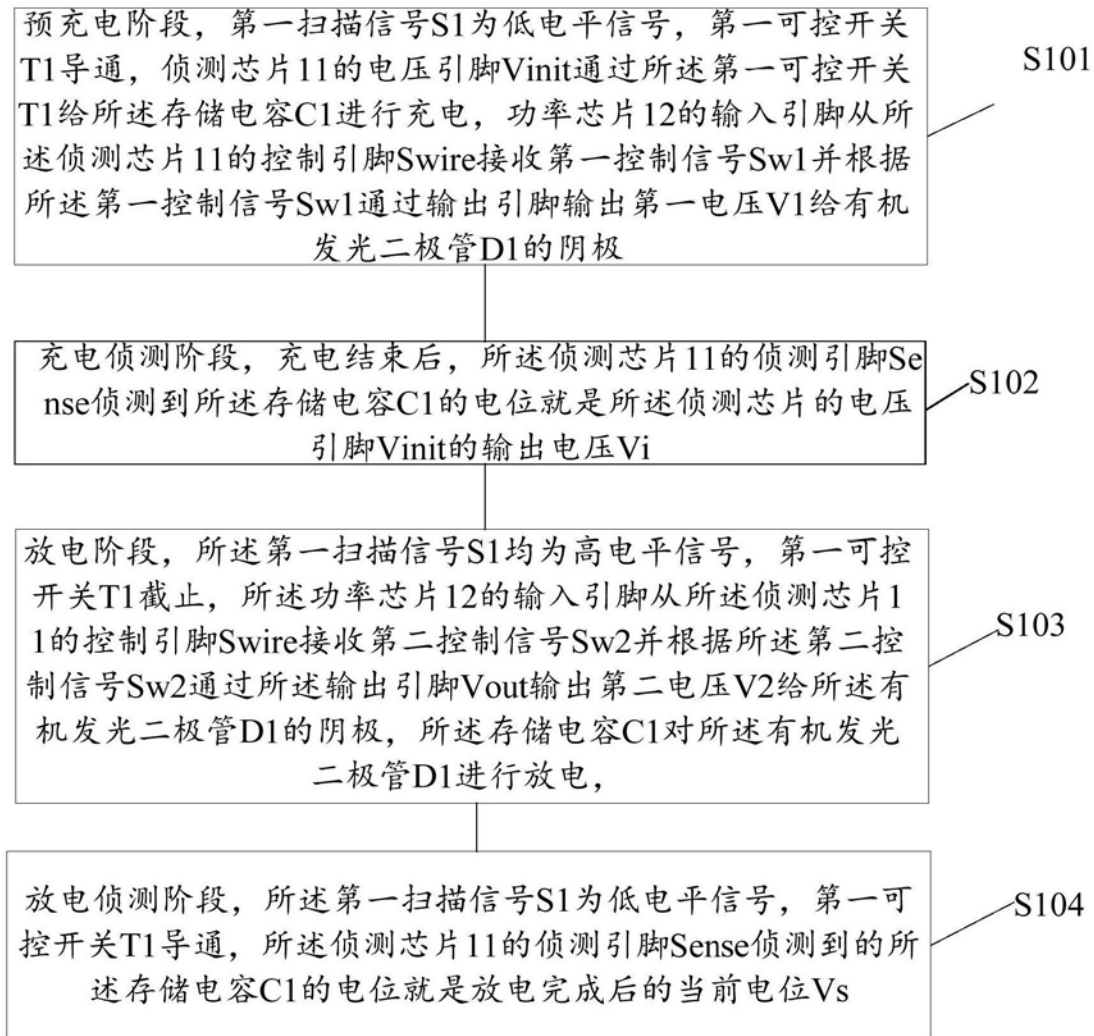 预充电阶段，第一扫描信号S1为低电平信号，第一可控开关
T1导通，侦测芯片11的电压引脚Vinit通过所述第一可控开关
T1给所述存储电容C1进行充电，功率芯片12的输入引脚从所
述侦测芯片11的控制引脚Swire接收第一控制信号Sw1并根据
所述第一控制信号Sw1通过输出引脚输出第一电压V1给有机
发光二极管D1的阴极
S101
充电侦测阶段，充电结束后，所述侦测芯片11的侦测引脚Se
nse侦测到所述存储电容C1的电位就是所述侦测芯片的电压
引脚Vinit的输出电压Vi
S102
放电阶段，所述第一扫描信号S1均为高电平信号，第一可控
开关T1截止，所述功率芯片12的输入引脚从所述侦测芯片1
1的控制引脚Swire接收第二控制信号Sw2并根据所述第二控
制信号Sw2通过所述输出引脚Vout输出第二电压V2给所述有
机发光二极管D1的阴极，所述存储电容C1对所述有机发光
二极管D1进行放电，
S103
放电侦测阶段，所述第一扫描信号S1为低电平信号，第一可
控开关T1导通，所述侦测芯片11的侦测引脚Sense侦测到的所
述存储电容C1的电位就是放电完成后的当前电位Vs
S104